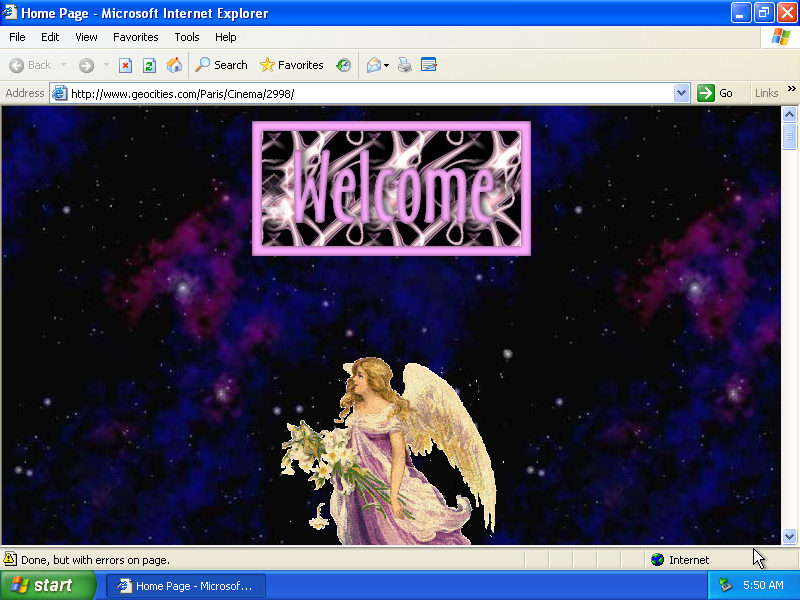 Home Page - Microsoft Internet Explorer
File Edit View Favorites Tools Help
Back Search Favorites
Address http://www.geocities.com/Paris/Cinema/2998/ Go Links »
Welcome
Done, but with errors on page. Internet
start Home Page - Microsof... 5:50 AM